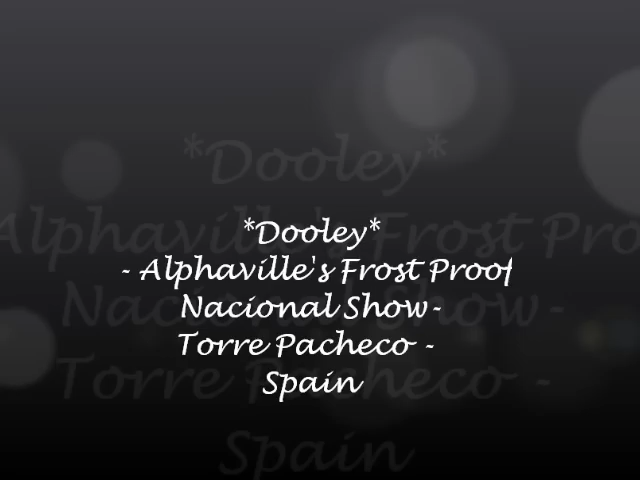 *Dooley*
- Alphaville's Frost Proof
Nacional Show-
Torre Pacheco -
Spain